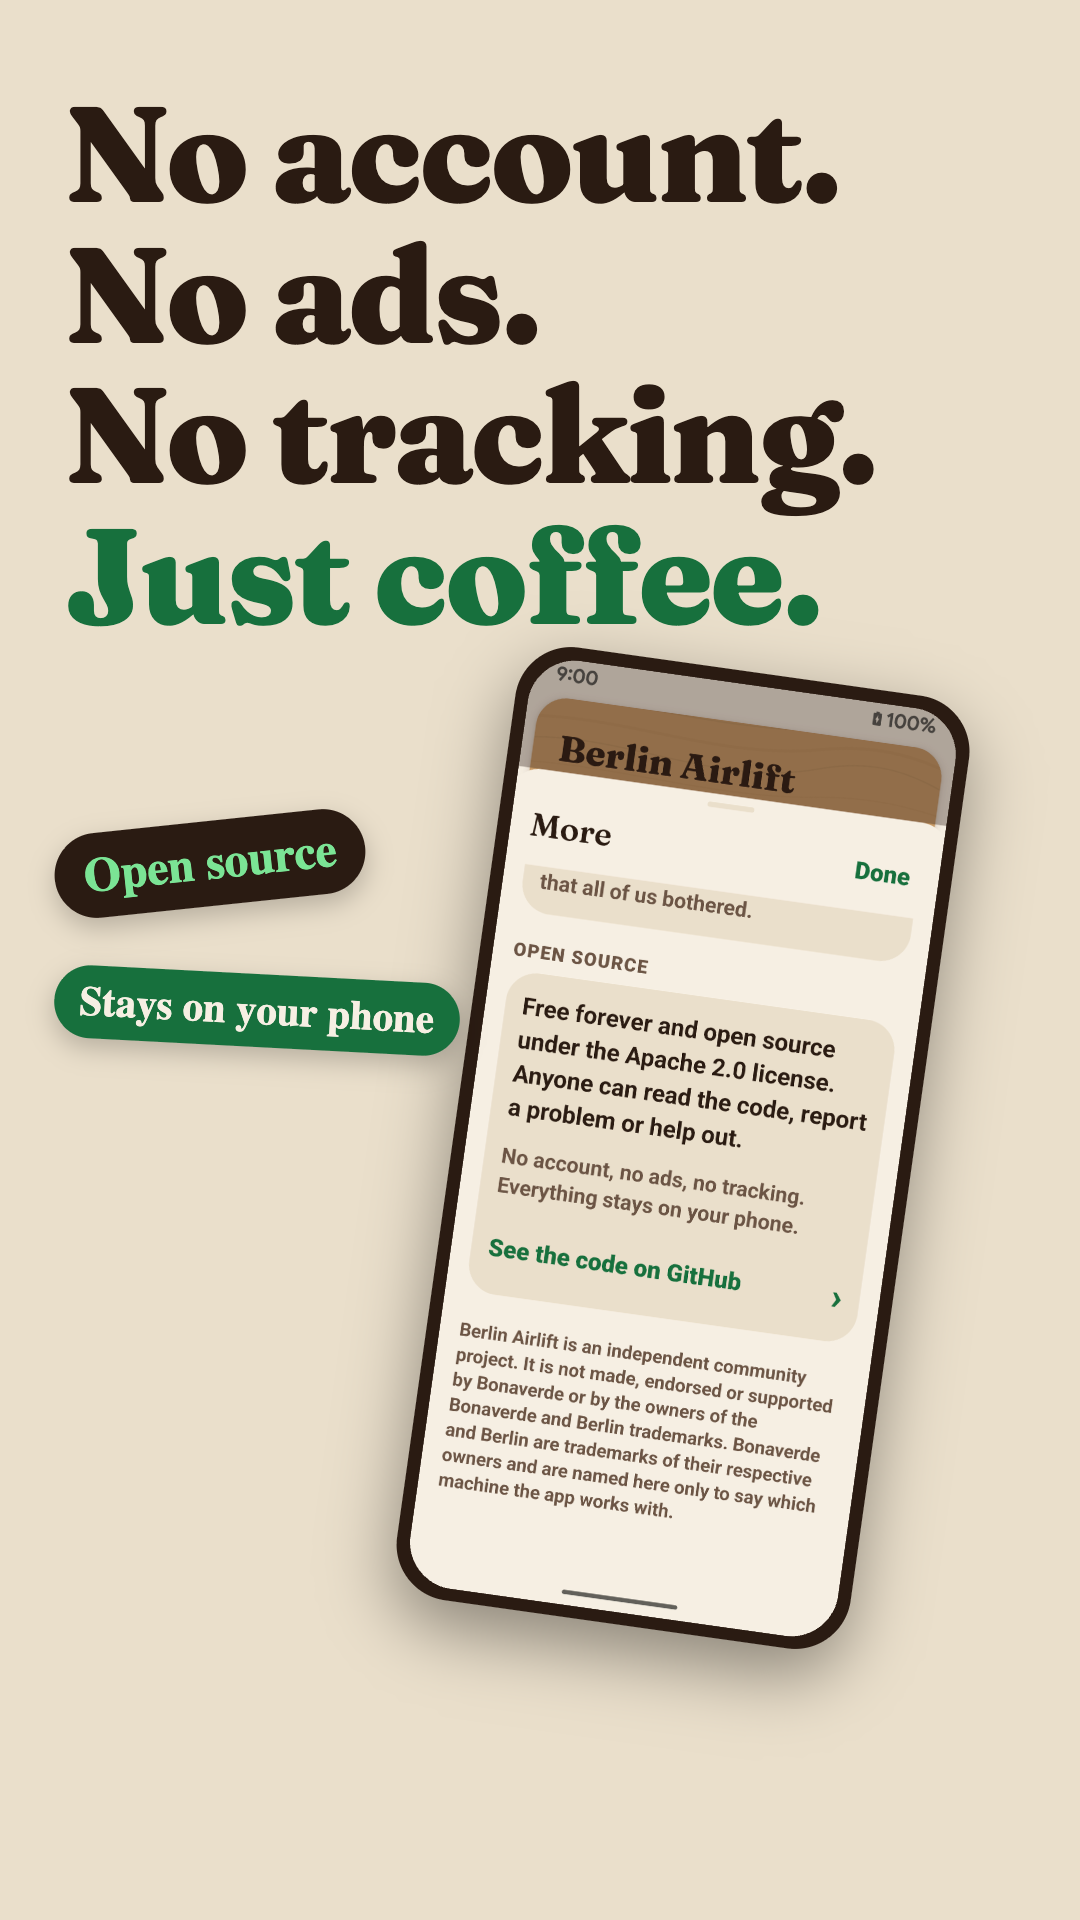 No account.
No ads.
No tracking.
Just coffee.
9:00
100%
Berlin Airlift
More
Done
that all of us bothered.
OPEN SOURCE
Free forever and open source
under the Apache 2.0 license.
Anyone can read the code, report
a problem or help out.
No account, no ads, no tracking.
Everything stays on your phone.
See the code on GitHub
›
Berlin Airlift is an independent community
project. It is not made, endorsed or supported
by Bonaverde or by the owners of the
Bonaverde and Berlin trademarks. Bonaverde
and Berlin are trademarks of their respective
owners and are named here only to say which
machine the app works with.
Open source
Stays on your phone